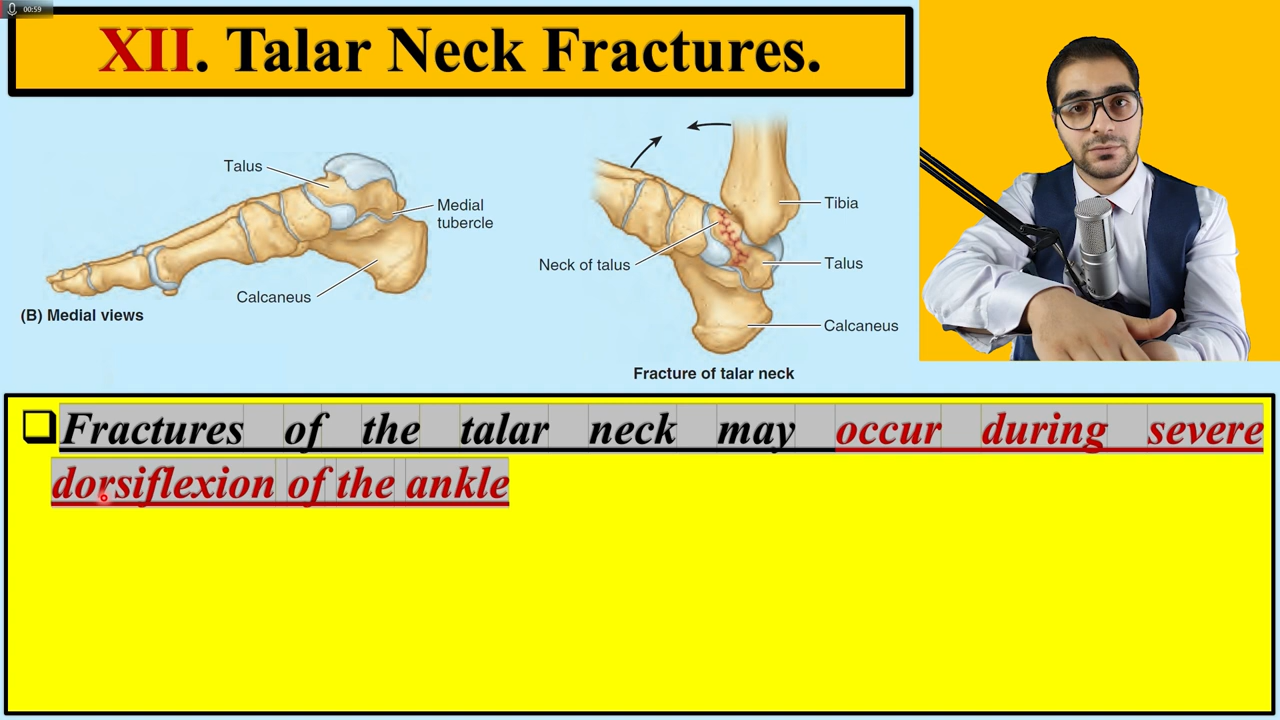 00:59
XII. Talar Neck Fractures.
Talus
Medial
tubercle
Calcaneus
(B) Medial views
Tibia
Neck of talus
Talus
Calcaneus
Fracture of talar neck
Fractures of the talar neck may occur during severe
dorsiflexion of the ankle